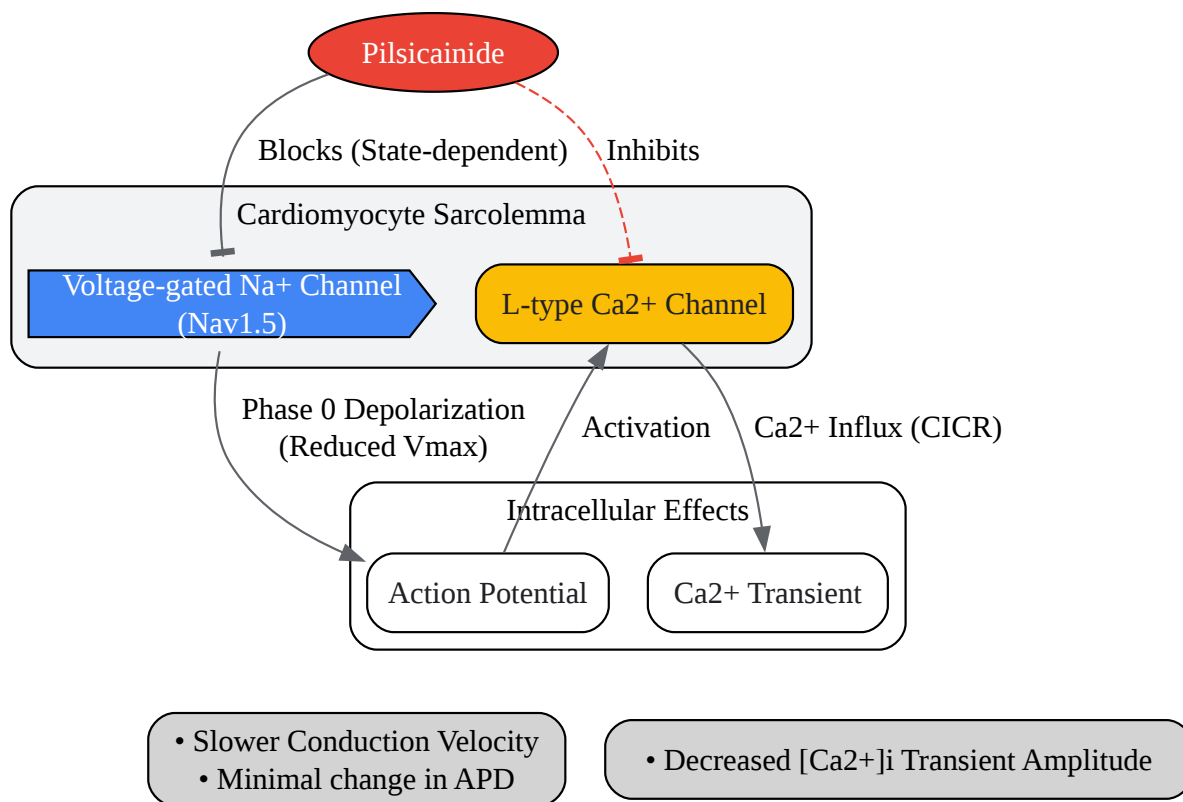 Pilsicainide
Blocks (State-dependent)
Inhibits
Cardiomyocyte Sarcolemma
Voltage-gated Na+ Channel
(Nav1.5)
L-type Ca2+ Channel
Phase 0 Depolarization
(Reduced Vmax)
Activation
Ca2+ Influx (CICR)
Intracellular Effects
Action Potential
Ca2+ Transient
• Slower Conduction Velocity
• Minimal change in APD
• Decreased [Ca2+]i Transient Amplitude